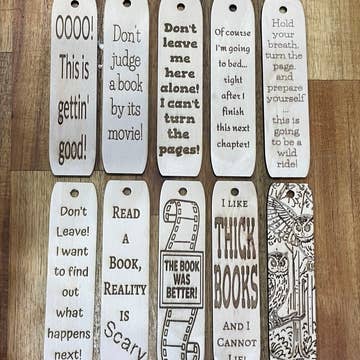 OOOO!
This is
gettin'
good!
Don't
judge
a book
by its
movie!
Don't
leave
me
here
alone!
I can't
turn
the
pages!
Of course
I'm going
to bed...
right
after I
finish
this next
chapter!
Hold
your
breath,
turn the
page,
and
prepare
yourself
...
this is
going
to be a
wild
ride!
Don't
Leave!
I want
to find
out
what
happens
next!
READ
A
BOOK,
REALITY
IS
Scary
THE BOOK
WAS
BETTER!
I LIKE
THICK
BOOKS
AND I
CANNOT
LIE!